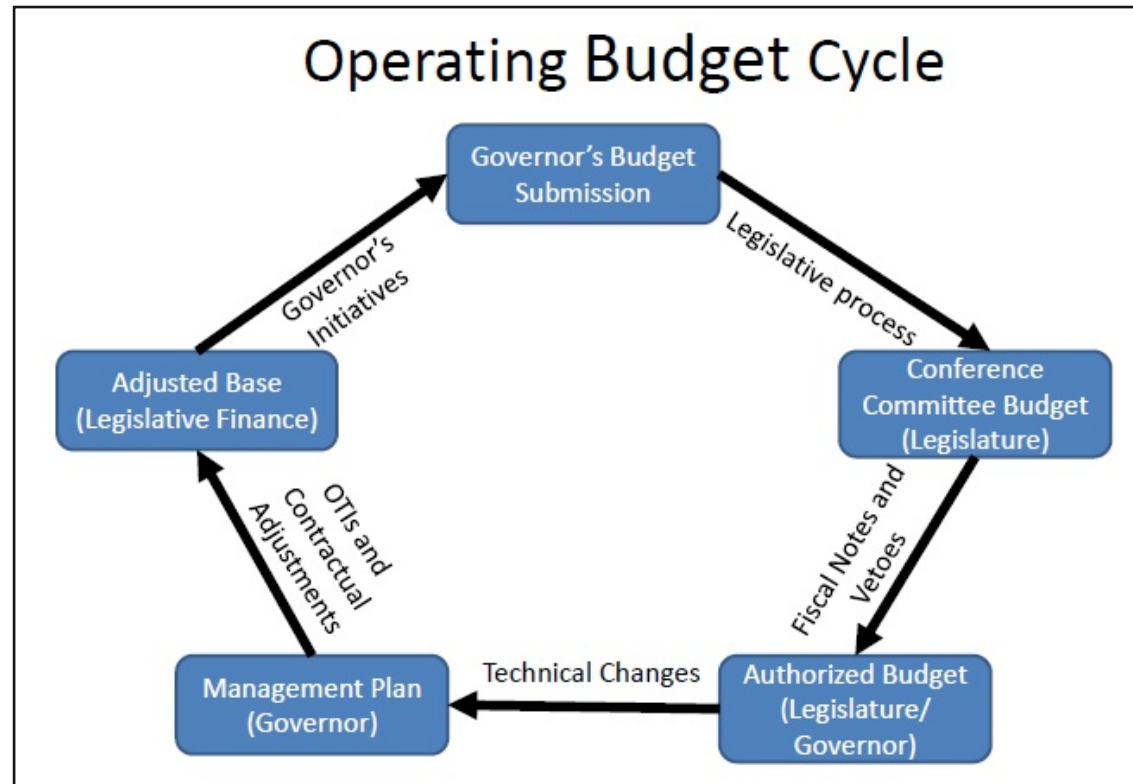 Operating Budget Cycle
Governor's Budget
Submission
Legislative process
Conference
Committee Budget
(Legislature)
Fiscal Notes and
Vetoes
Authorized Budget
(Legislature/
Governor)
Technical Changes
Management Plan
(Governor)
OTIs and
Contractual
Adjustments
Adjusted Base
(Legislative Finance)
Governor's
Initiatives